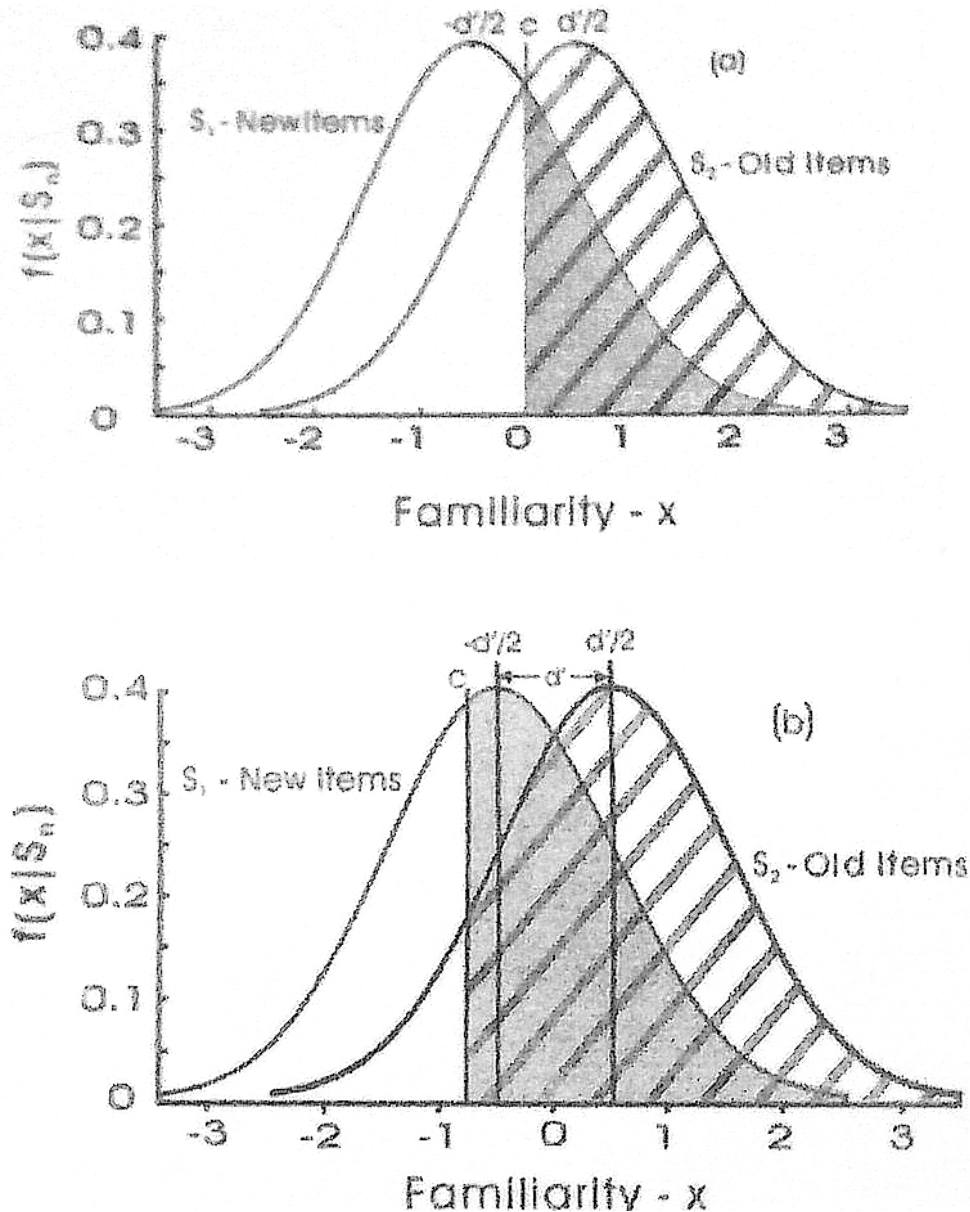 -d'/2 c d'/2
(a)
0.4
S₁ - New Items
0.3
S₂ - Old Items
f(x|Sₙ)
0.2
0.1
0
-3 -2 -1 0 1 2 3
Familiarity - x
-d'/2 d'/2
c d'
0.4
(b)
S₁ - New Items
0.3
S₂ - Old Items
f(x|Sₙ)
0.2
0.1
0
-3 -2 -1 0 1 2 3
Familiarity - x